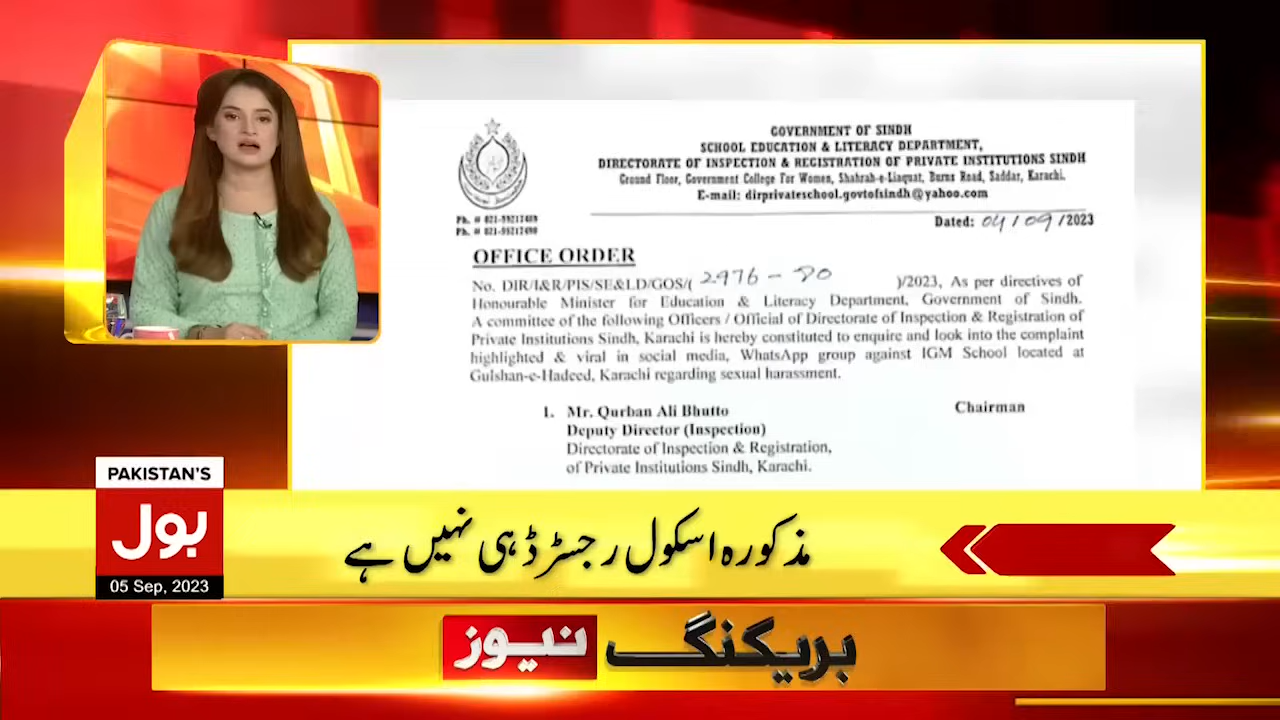 GOVERNMENT OF SINDH
SCHOOL EDUCATION & LITERACY DEPARTMENT,
DIRECTORATE OF INSPECTION & REGISTRATION OF PRIVATE INSTITUTIONS SINDH
Ground Floor, Government College For Women, Shahrah-e-Liaquat, Burns Road, Saddar, Karachi.
E-mail: dirprivateschool.govtofsindh@yahoo.com
Ph. # 021-99217489
Ph. # 021-99217490
Dated: 04/09/2023
OFFICE ORDER
No. DIR/I&R/PIS/SE&LD/GOS/( 2976 - 80 )/2023, As per directives of
Honourable Minister for Education & Literacy Department, Government of Sindh.
A committee of the following Officers / Official of Directorate of Inspection & Registration of
Private Institutions Sindh, Karachi is hereby constituted to enquire and look into the complaint
highlighted & viral in social media, WhatsApp group against IGM School located at
Gulshan-e-Hadeed, Karachi regarding sexual harassment.
1. Mr. Qurban Ali Bhutto Chairman
Deputy Director (Inspection)
Directorate of Inspection & Registration,
of Private Institutions Sindh, Karachi.
PAKISTAN'S
بول
05 Sep, 2023
مذکورہ اسکول رجسٹرڈ ہی نہیں ہے
بریکنگ نیوز